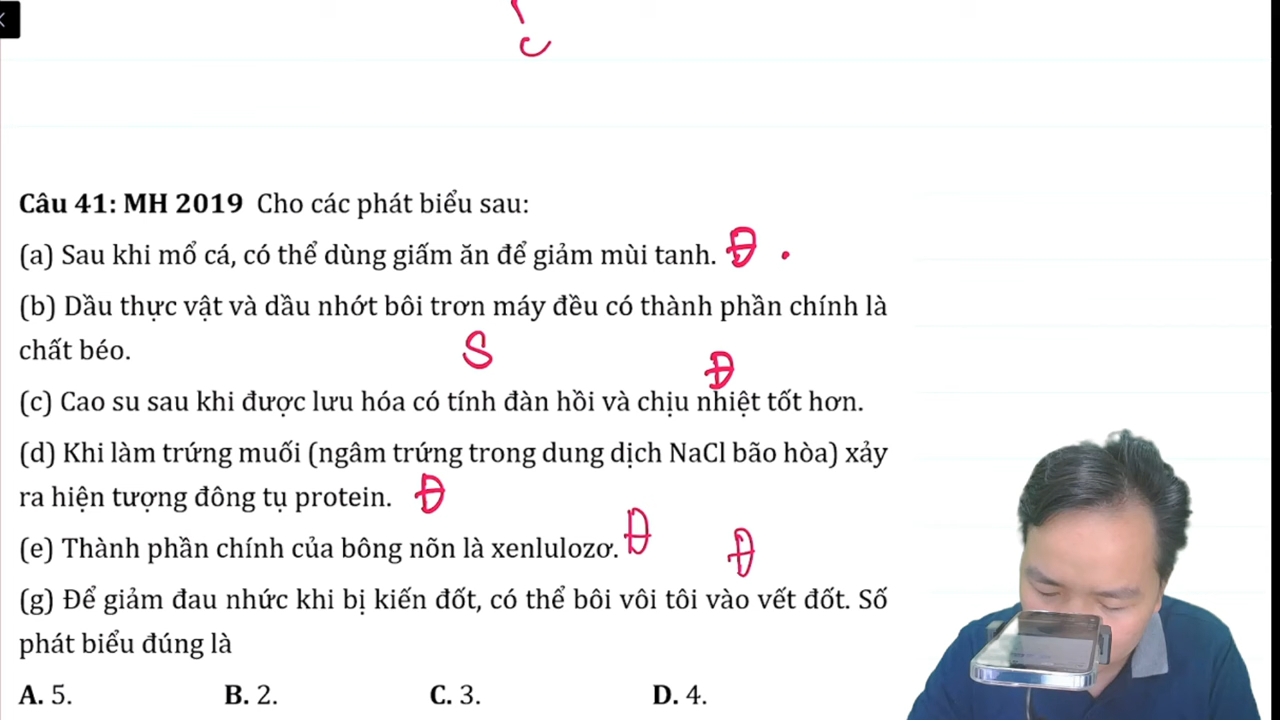 Câu 41: MH 2019 Cho các phát biểu sau:
(a) Sau khi mổ cá, có thể dùng giấm ăn để giảm mùi tanh. Đ
(b) Dầu thực vật và dầu nhớt bôi trơn máy đều có thành phần chính là
chất béo. S
Đ
(c) Cao su sau khi được lưu hóa có tính đàn hồi và chịu nhiệt tốt hơn.
(d) Khi làm trứng muối (ngâm trứng trong dung dịch NaCl bão hòa) xảy
ra hiện tượng đông tụ protein. Đ
(e) Thành phần chính của bông nõn là xenlulozơ. Đ Đ
(g) Để giảm đau nhức khi bị kiến đốt, có thể bôi vôi tôi vào vết đốt. Số
phát biểu đúng là
A. 5. B. 2. C. 3. D. 4.